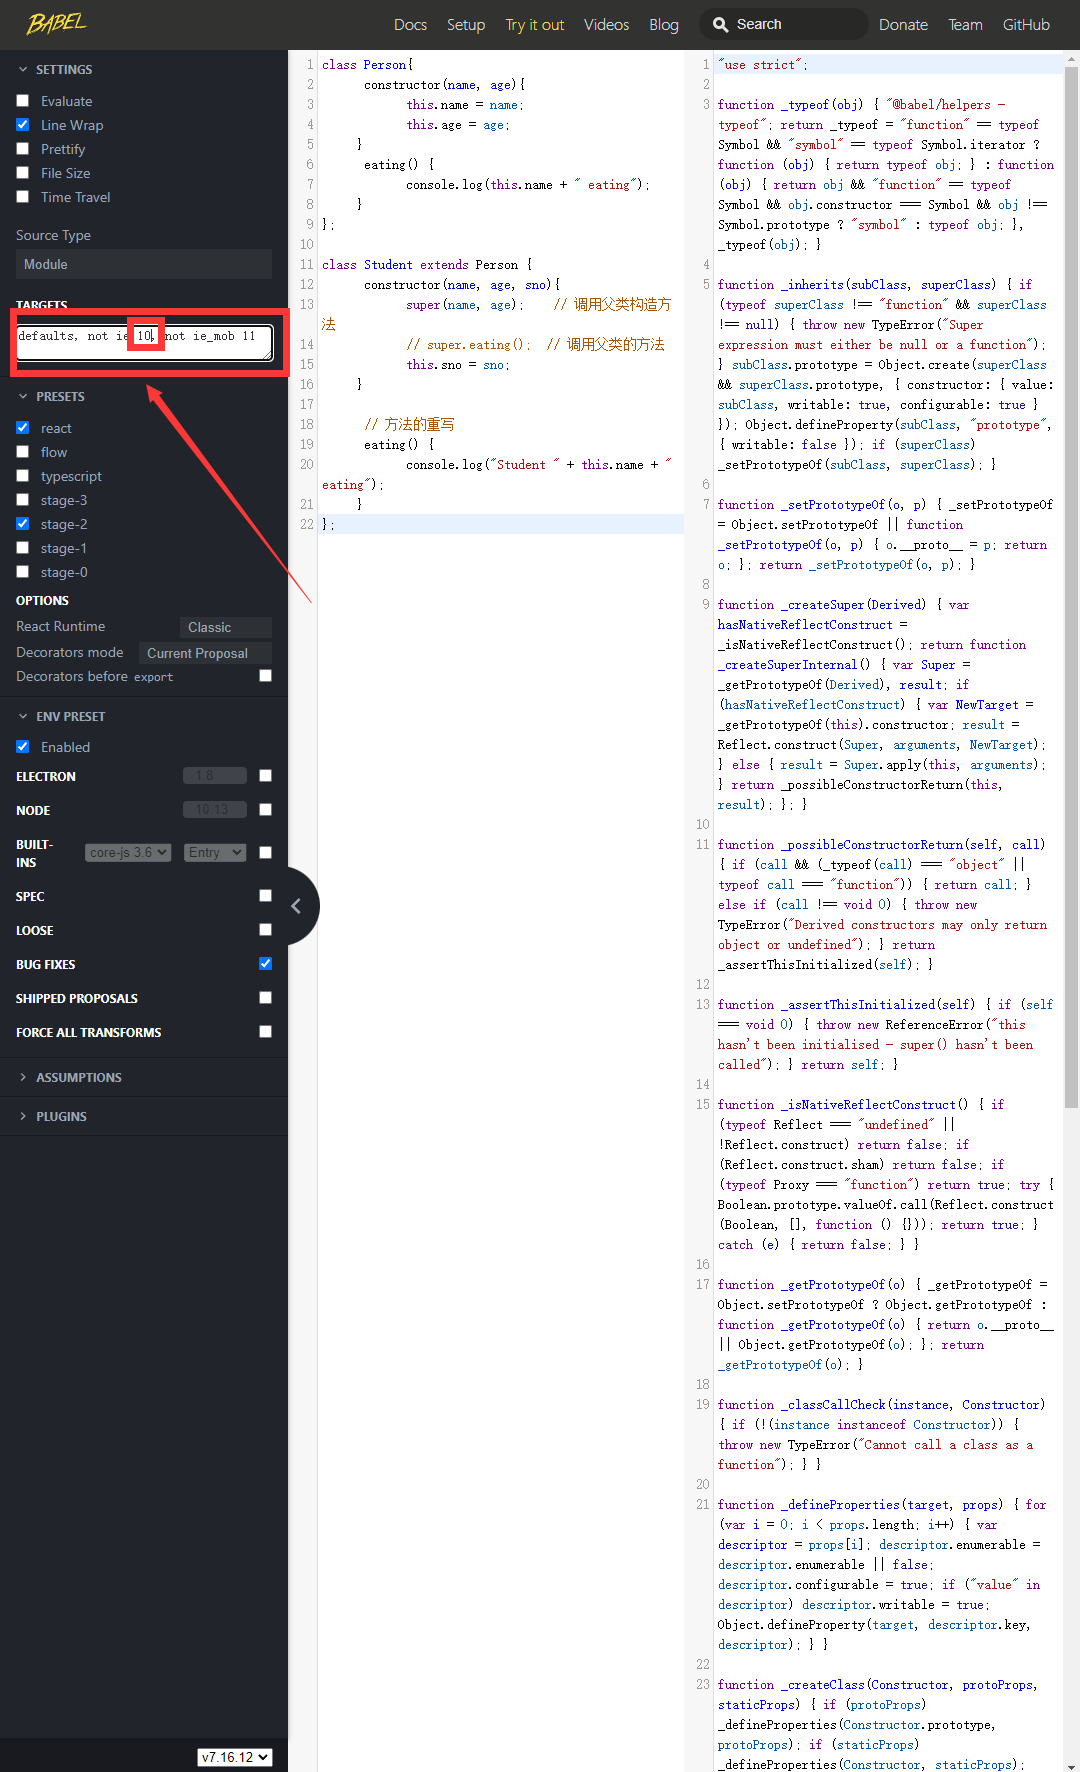 BABEL
Docs Setup Try it out Videos Blog Search Donate Team GitHub
SETTINGS
Evaluate
Line Wrap
Prettify
File Size
Time Travel
Source Type
Module
TARGETS
defaults, not ie 10, not ie_mob 11
PRESETS
react
flow
typescript
stage-3
stage-2
stage-1
stage-0
OPTIONS
React Runtime Classic
Decorators mode Current Proposal
Decorators before export
ENV PRESET
Enabled
ELECTRON 1.8
NODE 10.13
BUILT-
INS core-js 3.6 Entry
SPEC
LOOSE
BUG FIXES
SHIPPED PROPOSALS
FORCE ALL TRANSFORMS
ASSUMPTIONS
PLUGINS
v7.16.12
1 class Person{
2 constructor(name, age){
3 this.name = name;
4 this.age = age;
5 }
6 eating() {
7 console.log(this.name + " eating");
8 }
9 };
10
11 class Student extends Person {
12 constructor(name, age, sno){
13 super(name, age); // 调用父类构造方
法
14 // super.eating(); // 调用父类的方法
15 this.sno = sno;
16 }
17
18 // 方法的重写
19 eating() {
20 console.log("Student " + this.name + "
eating");
21 }
22 };
1 "use strict";
2
3 function _typeof(obj) { "@babel/helpers -
typeof"; return _typeof = "function" == typeof
Symbol && "symbol" == typeof Symbol.iterator ?
function (obj) { return typeof obj; } : function
(obj) { return obj && "function" == typeof
Symbol && obj.constructor === Symbol && obj !==
Symbol.prototype ? "symbol" : typeof obj; },
_typeof(obj); }
4
5 function _inherits(subClass, superClass) { if
(typeof superClass !== "function" && superClass
!== null) { throw new TypeError("Super
expression must either be null or a function");
} subClass.prototype = Object.create(superClass
&& superClass.prototype, { constructor: { value:
subClass, writable: true, configurable: true }
}); Object.defineProperty(subClass, "prototype",
{ writable: false }); if (superClass)
_setPrototypeOf(subClass, superClass); }
6
7 function _setPrototypeOf(o, p) { _setPrototypeOf
= Object.setPrototypeOf || function
_setPrototypeOf(o, p) { o.__proto__ = p; return
o; }; return _setPrototypeOf(o, p); }
8
9 function _createSuper(Derived) { var
hasNativeReflectConstruct =
_isNativeReflectConstruct(); return function
_createSuperInternal() { var Super =
_getPrototypeOf(Derived), result; if
(hasNativeReflectConstruct) { var NewTarget =
_getPrototypeOf(this).constructor; result =
Reflect.construct(Super, arguments, NewTarget);
} else { result = Super.apply(this, arguments);
} return _possibleConstructorReturn(this,
result); }; }
10
11 function _possibleConstructorReturn(self, call)
{ if (call && (_typeof(call) === "object" ||
typeof call === "function")) { return call; }
else if (call !== void 0) { throw new
TypeError("Derived constructors may only return
object or undefined"); } return
_assertThisInitialized(self); }
12
13 function _assertThisInitialized(self) { if (self
=== void 0) { throw new ReferenceError("this
hasn't been initialised - super() hasn't been
called"); } return self; }
14
15 function _isNativeReflectConstruct() { if
(typeof Reflect === "undefined" ||
!Reflect.construct) return false; if
(Reflect.construct.sham) return false; if
(typeof Proxy === "function") return true; try {
Boolean.prototype.valueOf.call(Reflect.construct
(Boolean, [], function () {})); return true; }
catch (e) { return false; } }
16
17 function _getPrototypeOf(o) { _getPrototypeOf =
Object.setPrototypeOf ? Object.getPrototypeOf :
function _getPrototypeOf(o) { return o.__proto__
|| Object.getPrototypeOf(o); }; return
_getPrototypeOf(o); }
18
19 function _classCallCheck(instance, Constructor)
{ if (!(instance instanceof Constructor)) {
throw new TypeError("Cannot call a class as a
function"); } }
20
21 function _defineProperties(target, props) { for
(var i = 0; i < props.length; i++) { var
descriptor = props[i]; descriptor.enumerable =
descriptor.enumerable || false;
descriptor.configurable = true; if ("value" in
descriptor) descriptor.writable = true;
Object.defineProperty(target, descriptor.key,
descriptor); } }
22
23 function _createClass(Constructor, protoProps,
staticProps) { if (protoProps)
_defineProperties(Constructor.prototype,
protoProps); if (staticProps)
_defineProperties(Constructor, staticProps);